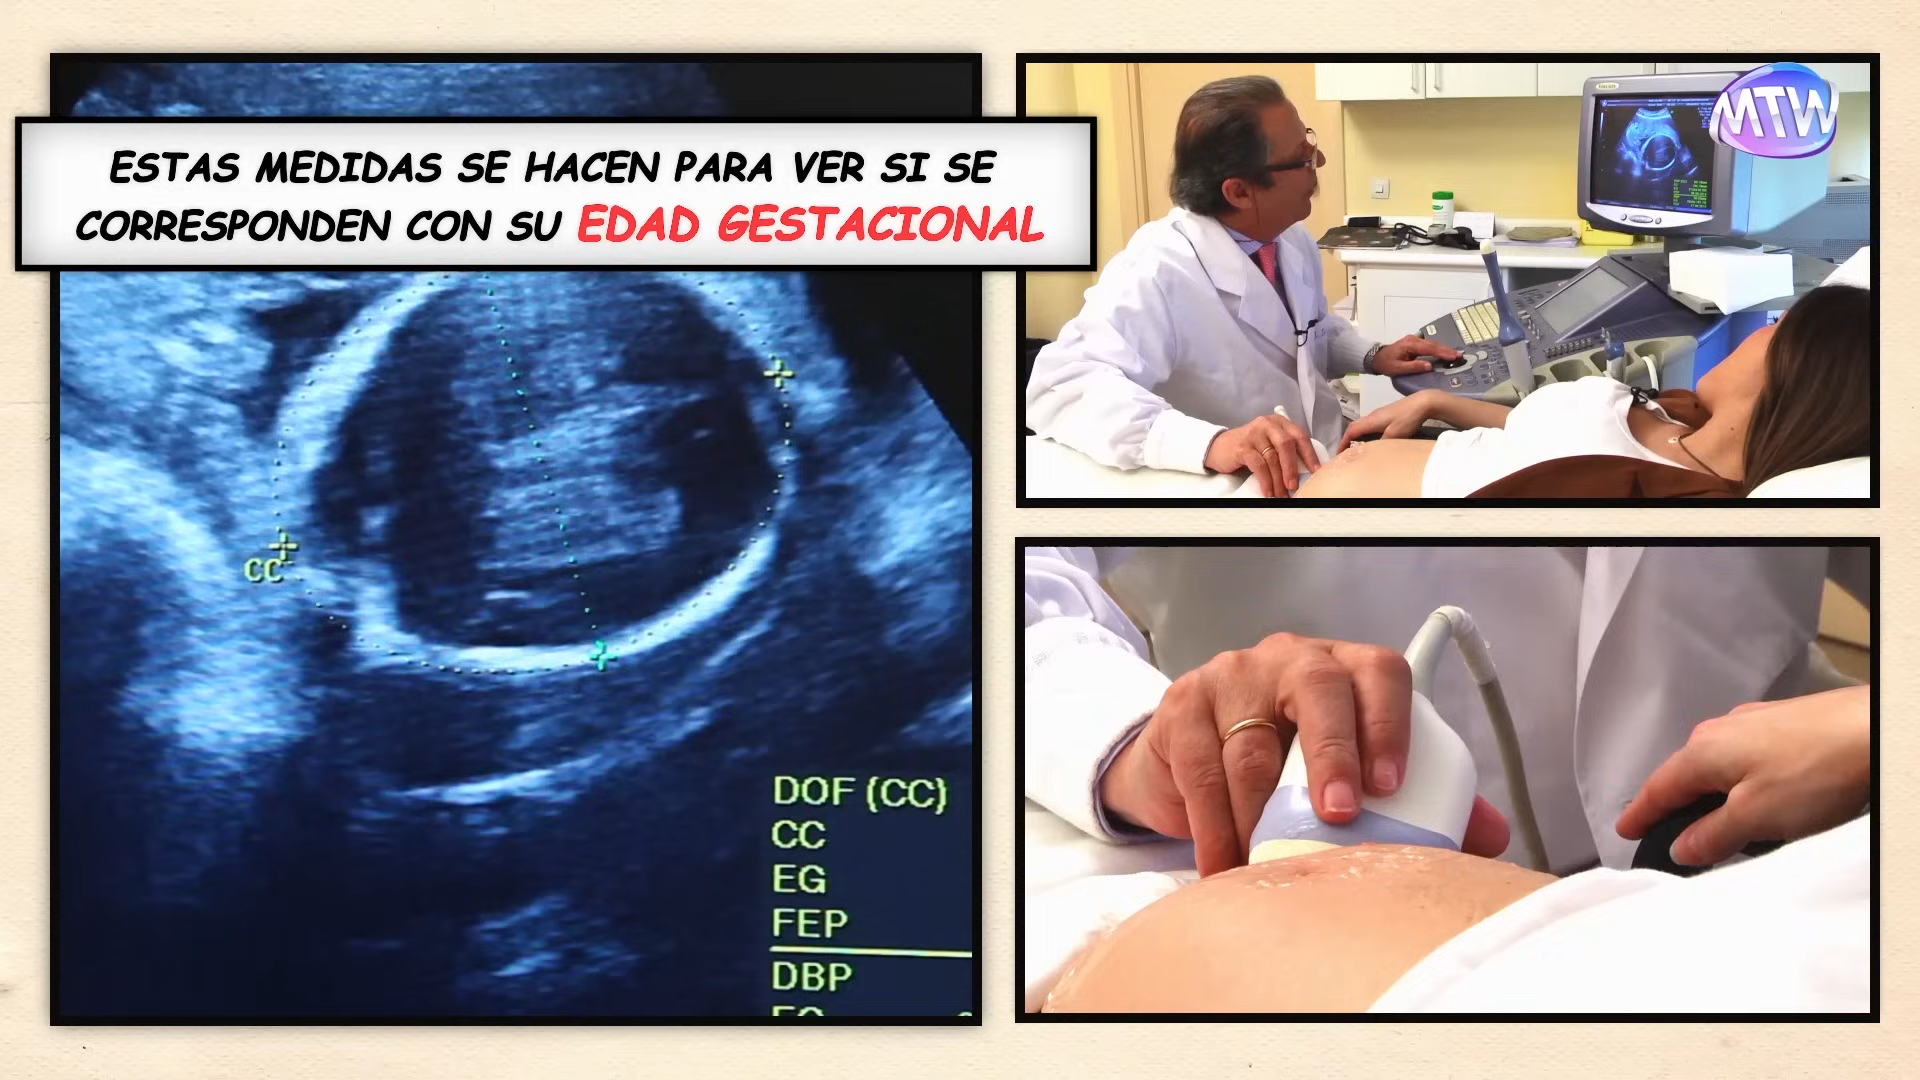 ESTAS MEDIDAS SE HACEN PARA VER SI SE
CORRESPONDEN CON SU EDAD GESTACIONAL
MTW
CC
DOF (CC)
CC
EG
FEP
DBP